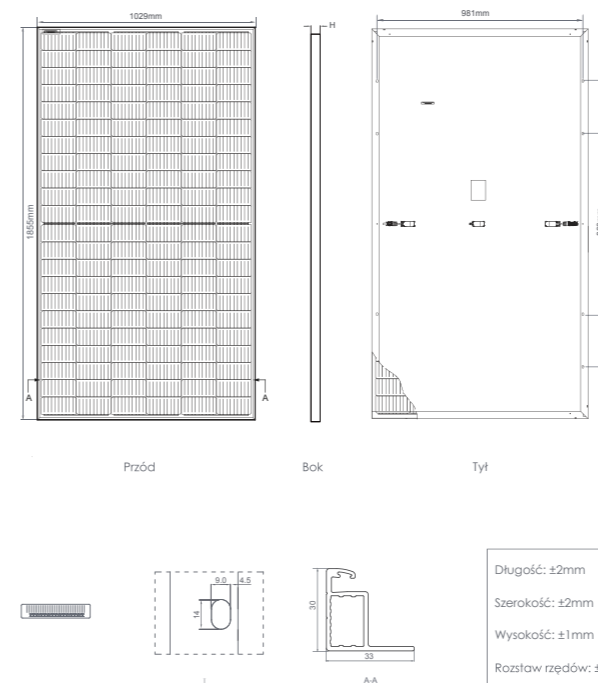 1029mm
H
981mm
1855mm
A
A
Przód
Bok
Tył
9.0
4.5
14
30
33
A-A
Długość: ±2mm
Szerokość: ±2mm
Wysokość: ±1mm
Rozstaw rzędów: ±